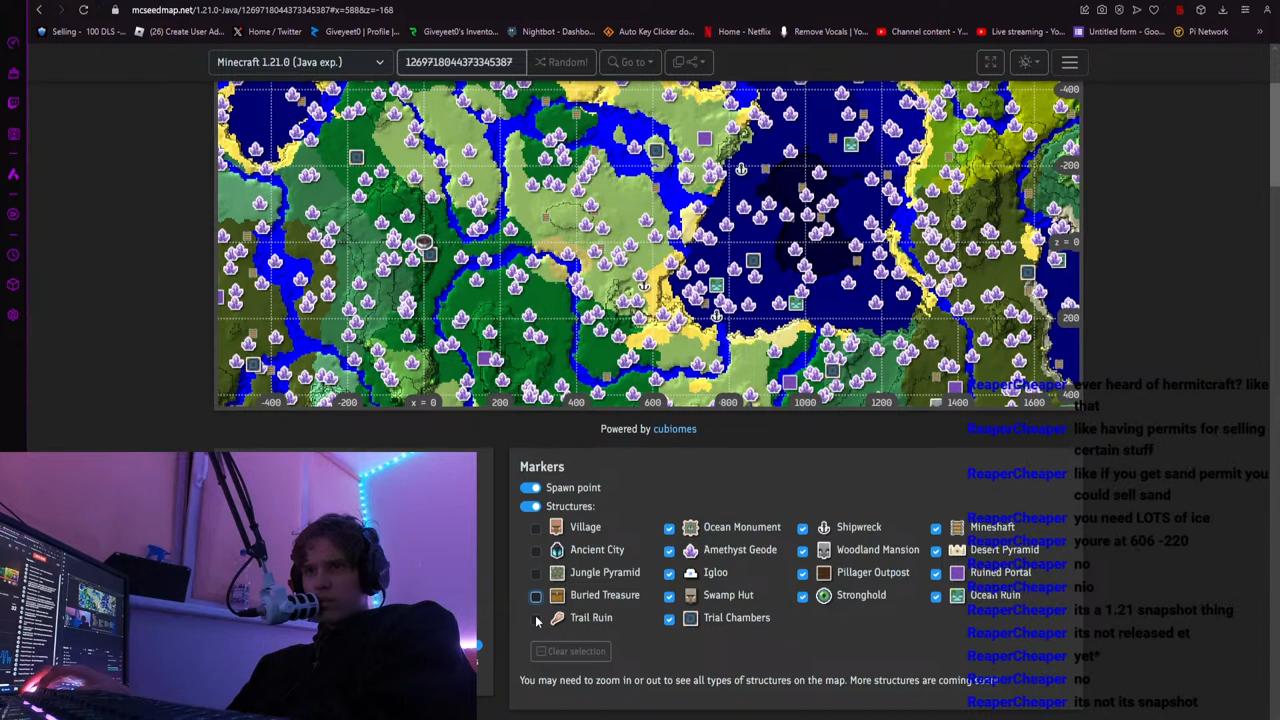 mcseedmap.net/1.21.0-Java/1269718044373345387#x=588&z=-168
Selling - 100 DLS -...
(26) Create User Ad...
Home / Twitter
Giveyeet0 | Profile |...
Giveyeet0's Invento...
Nightbot - Dashboar...
Auto Key Clicker do...
Home - Netflix
Remove Vocals | Vo...
Channel content - Y...
Live streaming - Yo...
Untitled form - Goo...
Pi Network
Minecraft 1.21.0 (Java exp.)
1269718044373345387
Random!
Go to
-400
-200
z = 0
200
400
-400
-200
x = 0
200
400
600
800
1000
1200
1400
1600
Powered by cubiomes
Markers
Spawn point
Structures:
Village
Ocean Monument
Shipwreck
Mineshaft
Ancient City
Amethyst Geode
Woodland Mansion
Desert Pyramid
Jungle Pyramid
Igloo
Pillager Outpost
Ruined Portal
Buried Treasure
Swamp Hut
Stronghold
Ocean Ruin
Trail Ruin
Trial Chambers
Clear selection
You may need to zoom in or out to see all types of structures on the map. More structures are coming
ReaperCheaper ever heard of hermitcraft? like
that
ReaperCheaper like having permits for selling
certain stuff
ReaperCheaper like if you get sand permit you
could sell sand
ReaperCheaper you need LOTS of ice
ReaperCheaper youre at 606 -220
ReaperCheaper no
ReaperCheaper nio
ReaperCheaper its a 1.21 snapshot thing
ReaperCheaper its not released et
ReaperCheaper yet*
ReaperCheaper no
ReaperCheaper its not its snapshot